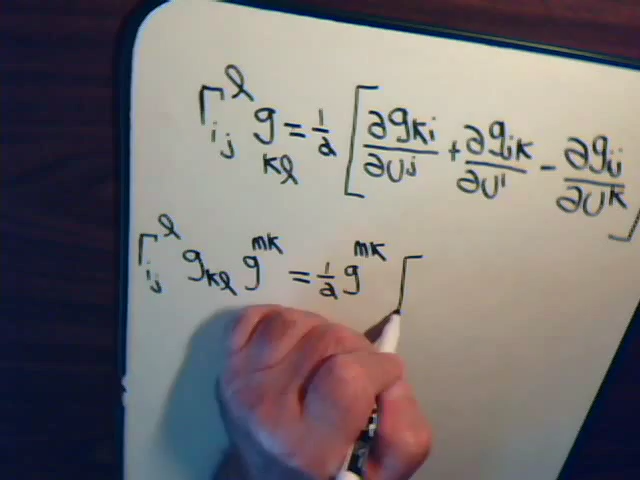 Γ^l_ij g_kl = 1/2 [ ∂g_ki/∂u^j + ∂g_jk/∂u^i - ∂g_ij/∂u^k ]
Γ^l_ij g_kl g^mk = 1/2 g^mk [